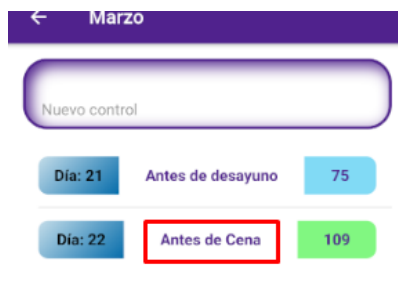 ← Marzo
Nuevo control
Día: 21 Antes de desayuno 75
Día: 22 Antes de Cena 109